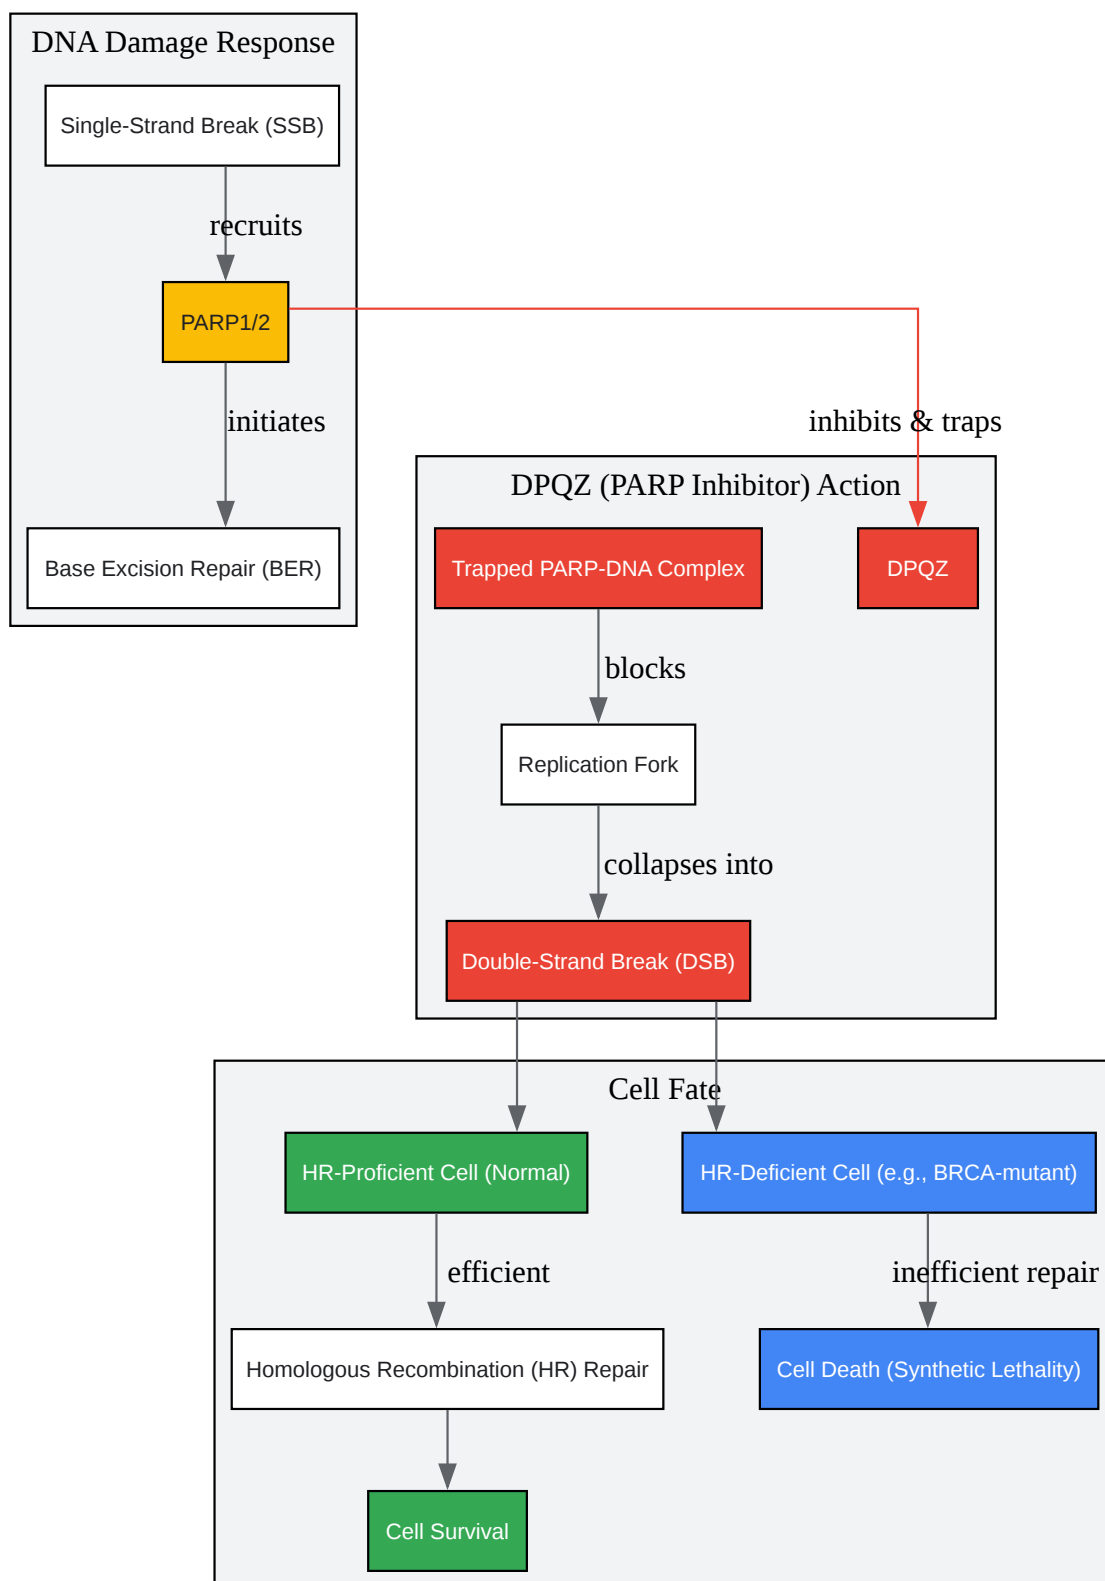 DNA Damage Response
Single-Strand Break (SSB)
recruits
PARP1/2
initiates
inhibits & traps
Base Excision Repair (BER)
DPQZ (PARP Inhibitor) Action
Trapped PARP-DNA Complex
DPQZ
blocks
Replication Fork
collapses into
Double-Strand Break (DSB)
Cell Fate
HR-Proficient Cell (Normal)
HR-Deficient Cell (e.g., BRCA-mutant)
efficient
inefficient repair
Homologous Recombination (HR) Repair
Cell Death (Synthetic Lethality)
Cell Survival